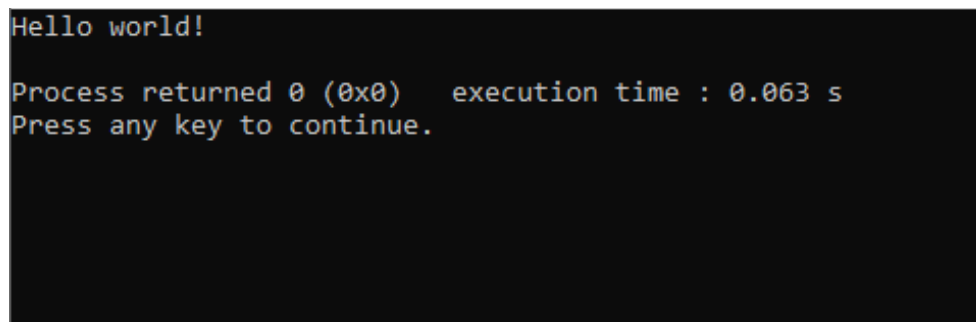 Hello world!
Process returned 0 (0x0)   execution time : 0.063 s
Press any key to continue.